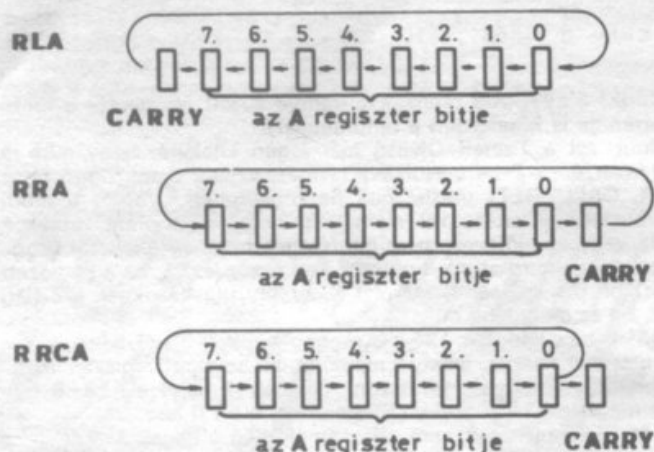 RLA
7. 6. 5. 4. 3. 2. 1. 0
CARRY az A regiszter bitje
RRA
7. 6. 5. 4. 3. 2. 1. 0
az A regiszter bitje CARRY
RRCA
7. 6. 5. 4. 3. 2. 1. 0
az A regiszter bitje CARRY